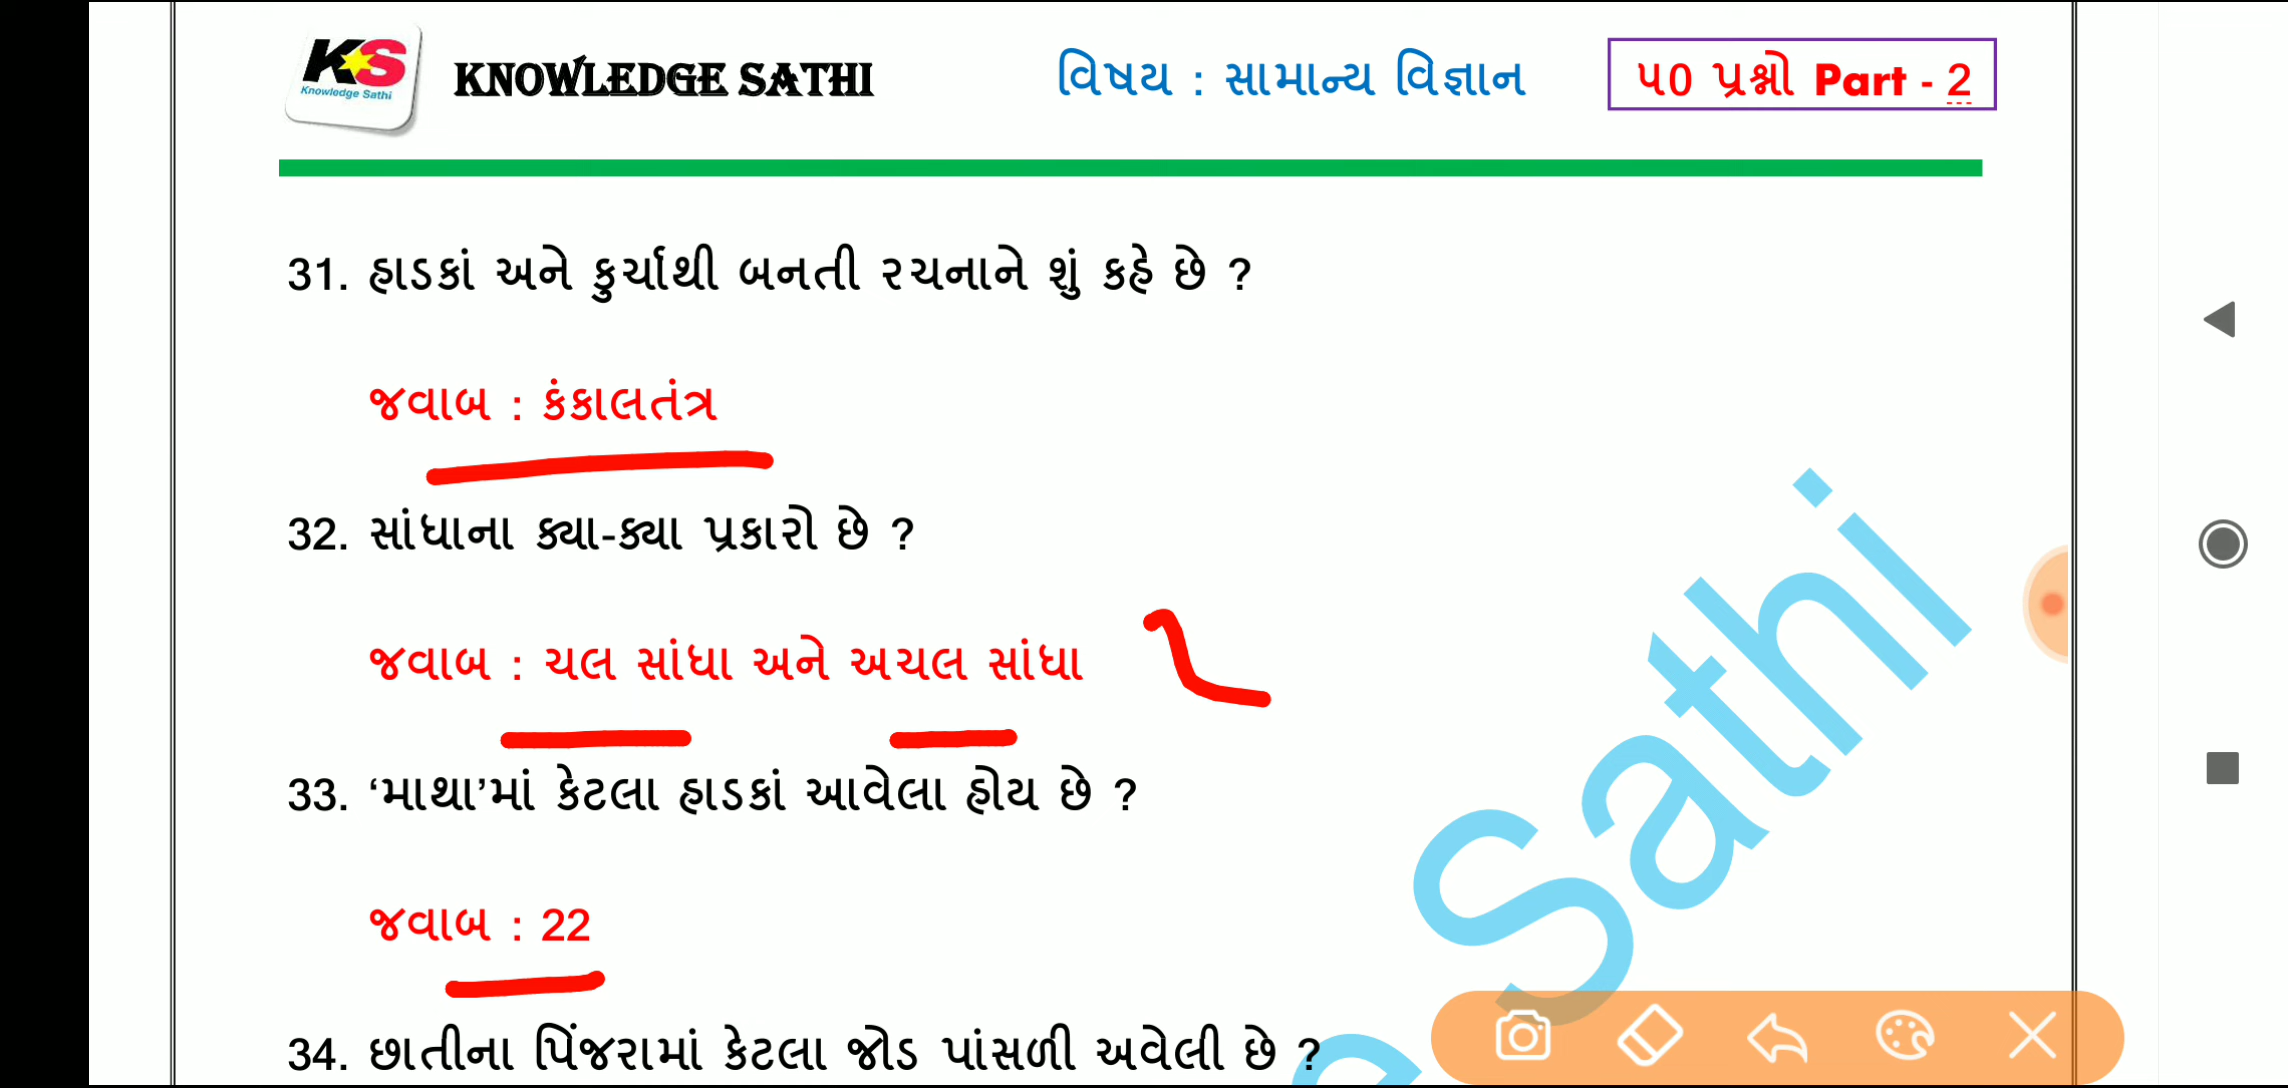 KS
Knowledge Sathi
KNOWLEDGE SATHI
વિષય : સામાન્ય વિજ્ઞાન
૫0 પ્રશ્નો Part - 2
31. હાડકાં અને કુર્ચાથી બનતી રચનાને શું કહે છે ?
જવાબ : કંકાલતંત્ર
32. સાંધાના ક્યા-ક્યા પ્રકારો છે ?
જવાબ : ચલ સાંધા અને અચલ સાંધા
33. ‘માથા’માં કેટલા હાડકાં આવેલા હોય છે ?
જવાબ : 22
34. છાતીના પિંજરામાં કેટલા જોડ પાંસળી અવેલી છે ?
Sathi